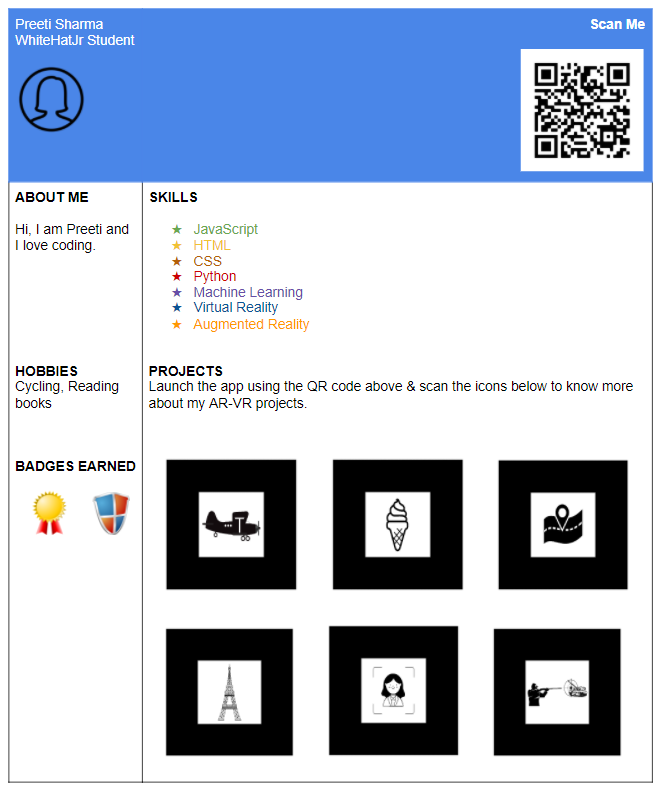 Preeti Sharma
WhiteHatJr Student
Scan Me
ABOUT ME
Hi, I am Preeti and
I love coding.
SKILLS
★ JavaScript
★ HTML
★ CSS
★ Python
★ Machine Learning
★ Virtual Reality
★ Augmented Reality
HOBBIES
Cycling, Reading
books
PROJECTS
Launch the app using the QR code above & scan the icons below to know more
about my AR-VR projects.
BADGES EARNED